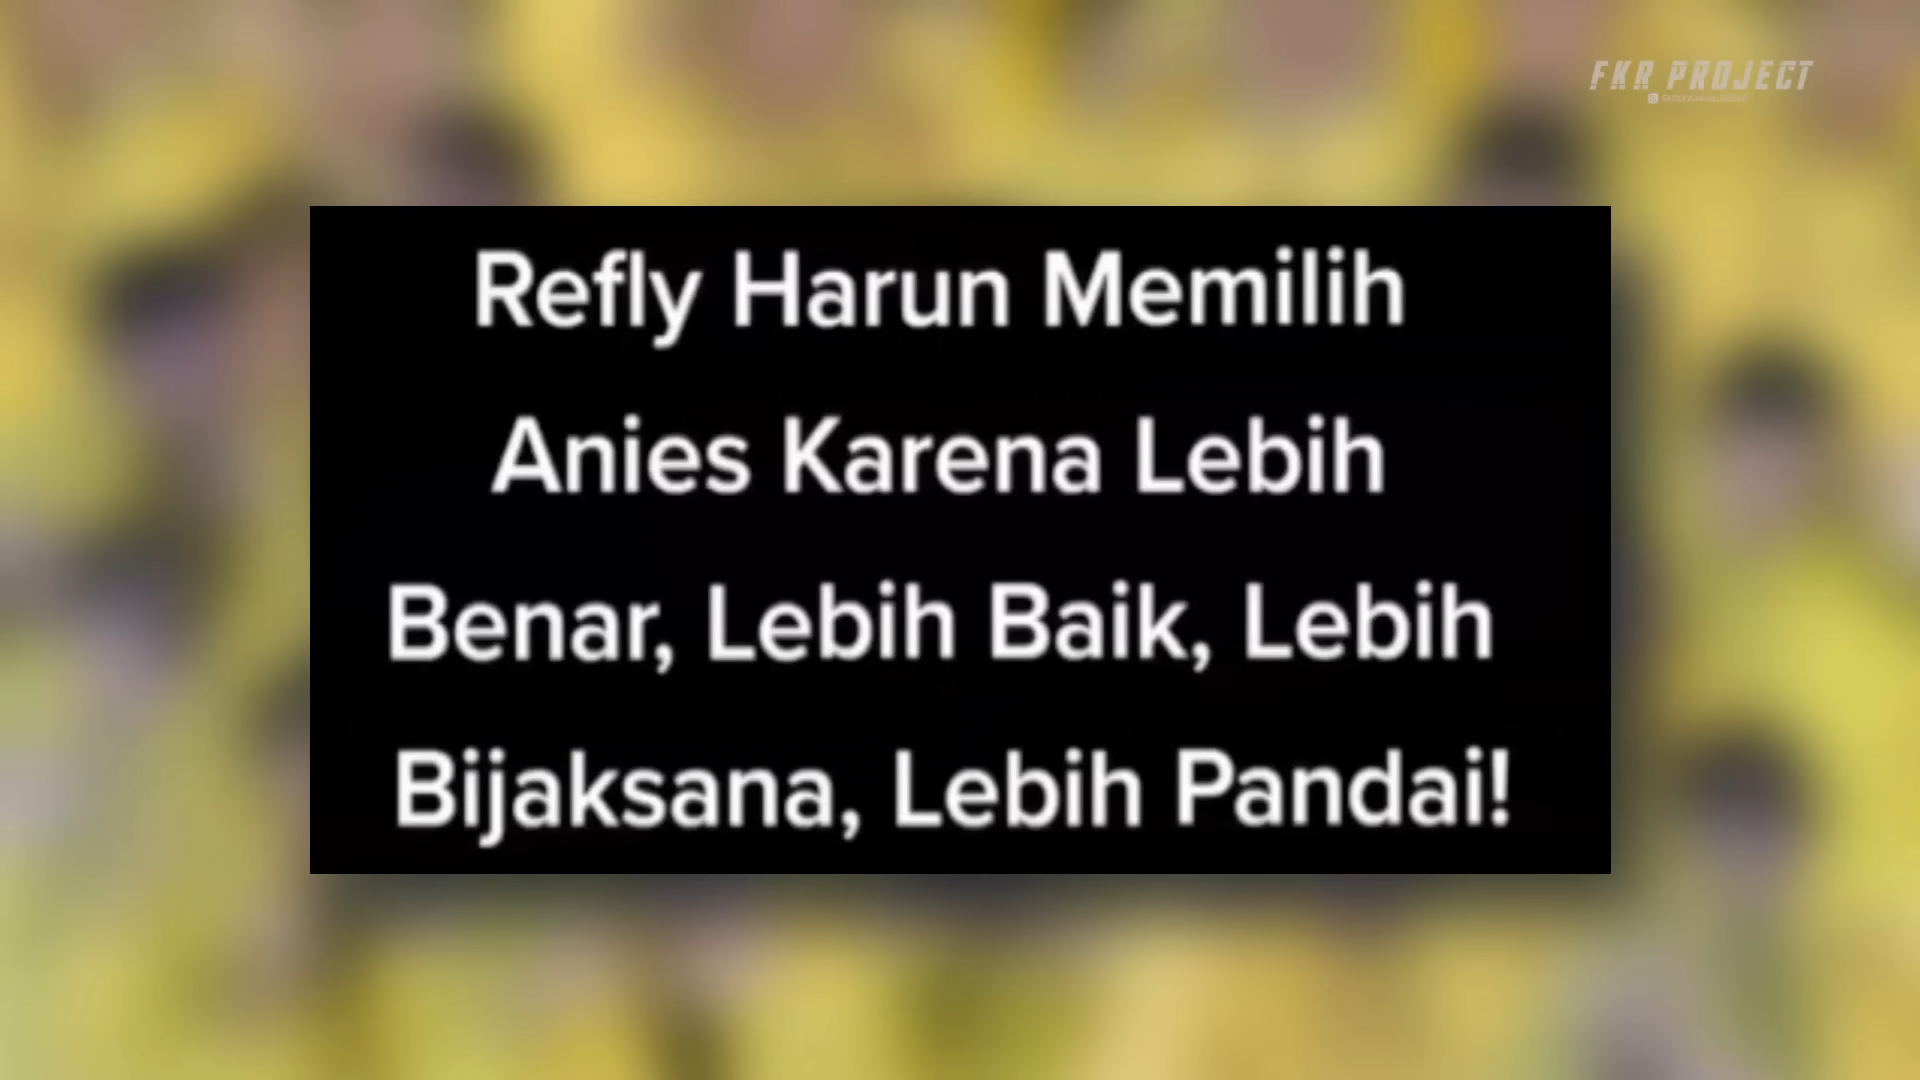 FKR PROJECT
Refly Harun Memilih
Anies Karena Lebih
Benar, Lebih Baik, Lebih
Bijaksana, Lebih Pandai!